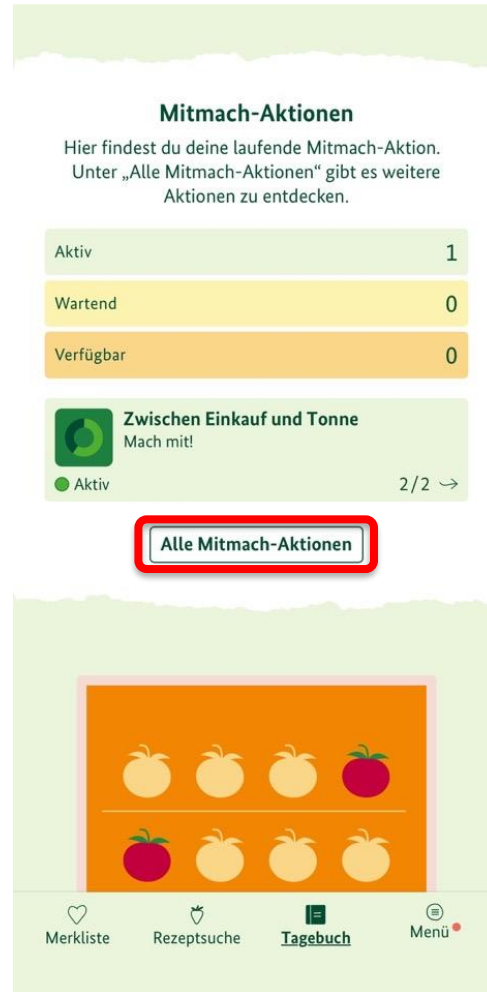 Mitmach-Aktionen
Hier findest du deine laufende Mitmach-Aktion.
Unter „Alle Mitmach-Aktionen“ gibt es weitere
Aktionen zu entdecken.
Aktiv 1
Wartend 0
Verfügbar 0
Zwischen Einkauf und Tonne
Mach mit!
Aktiv 2/2
Alle Mitmach-Aktionen
Merkliste Rezeptsuche Tagebuch Menü